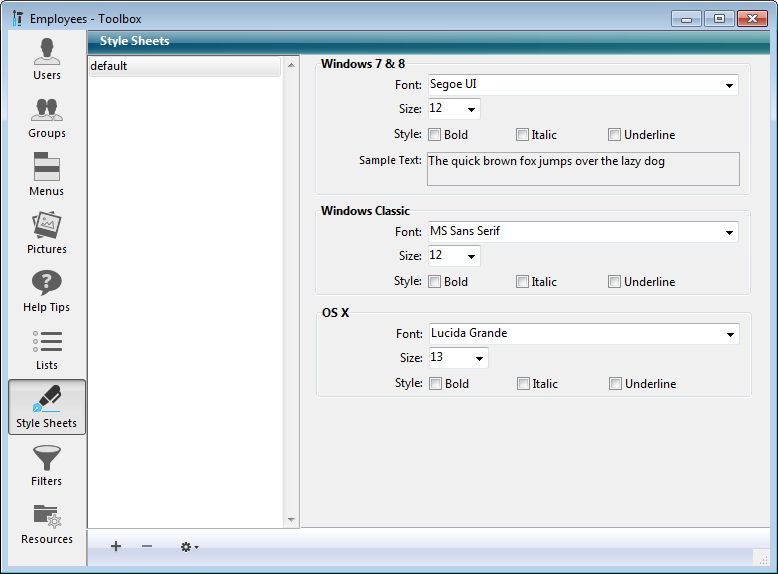 Employees - Toolbox
Users
Groups
Menus
Pictures
Help Tips
Lists
Style Sheets
Filters
Resources
Style Sheets
default
Windows 7 & 8
Font: Segoe UI
Size: 12
Style: Bold Italic Underline
Sample Text: The quick brown fox jumps over the lazy dog
Windows Classic
Font: MS Sans Serif
Size: 12
Style: Bold Italic Underline
OS X
Font: Lucida Grande
Size: 13
Style: Bold Italic Underline